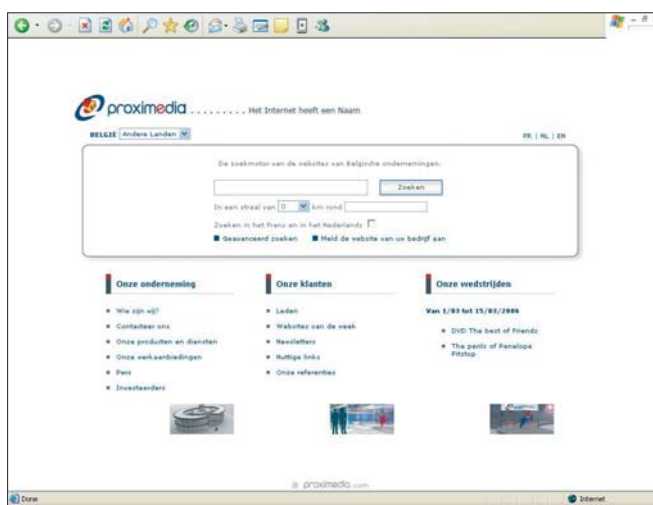 proximedia ......... Het Internet heeft een Naam
BELGIË Andere Landen
FR | NL | EN
De zoekmotor van de websites van Belgische ondernemingen.
Zoeken
In een straal van 0 km rond
Zoeken in het Frans en in het Nederlands
Geavanceerd zoeken Meld de website van uw bedrijf aan
Onze onderneming
Wie zijn wij?
Contacteer ons
Onze producten en diensten
Onze werkaanbiedingen
Pers
Investeerders
Onze klanten
Leden
Websites van de week
Newsletters
Nuttige links
Onze referenties
Onze wedstrijden
Van 1/03 tot 15/03/2006
DVD The best of Friends
The perils of Penelope
Pitstop
© proximedia.com
Done
Internet